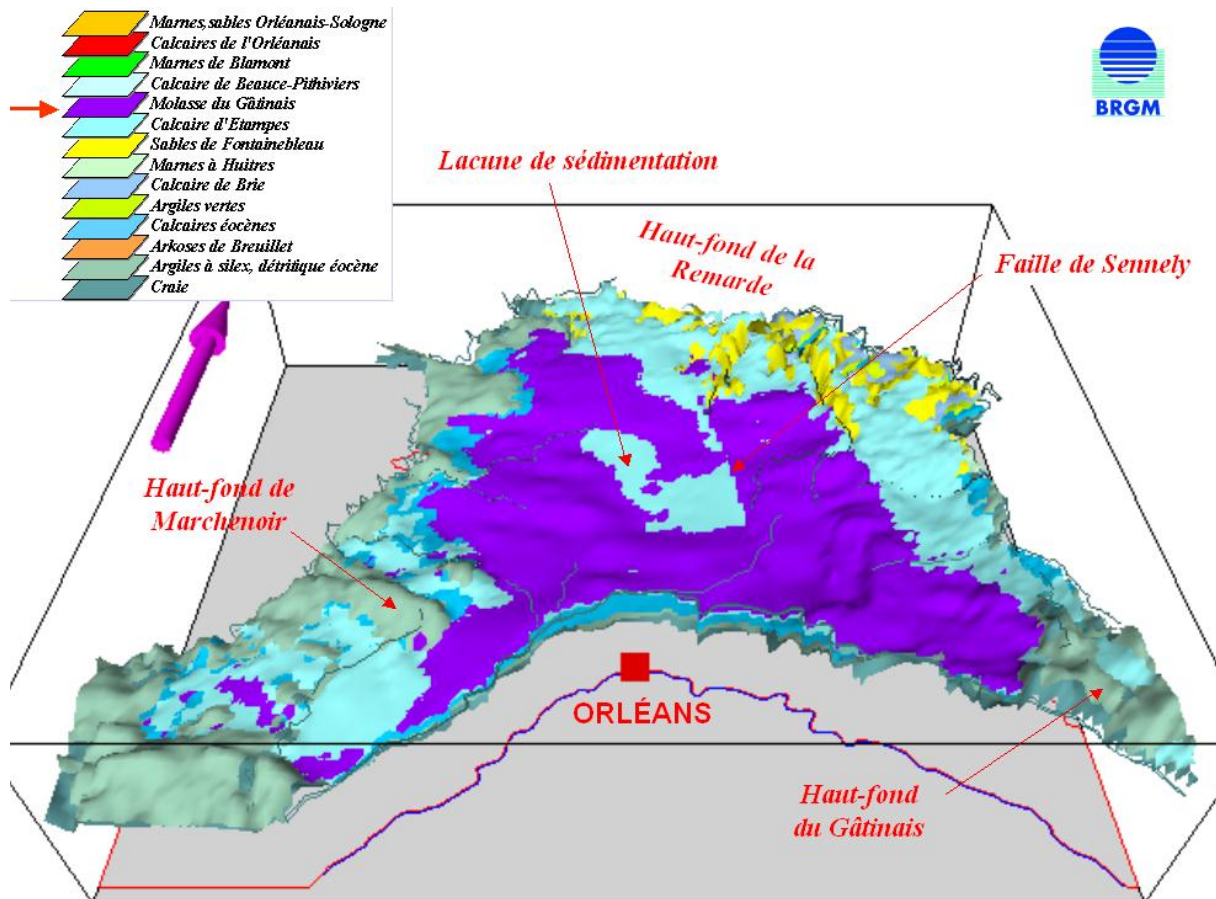 Marnes,sables Orléanais-Sologne
Calcaires de l'Orléanais
Marnes de Blamont
Calcaire de Beauce-Pithiviers
Molasse du Gâtinais
Calcaire d'Etampes
Sables de Fontainebleau
Marnes à Huîtres
Calcaire de Brie
Argiles vertes
Calcaires éocènes
Arkoses de Breuillet
Argiles à silex, détritique éocène
Craie
BRGM
Lacune de sédimentation
Haut-fond de la
Remarde
Faille de Sennely
Haut-fond de
Marchenoir
ORLÉANS
Haut-fond
du Gâtinais